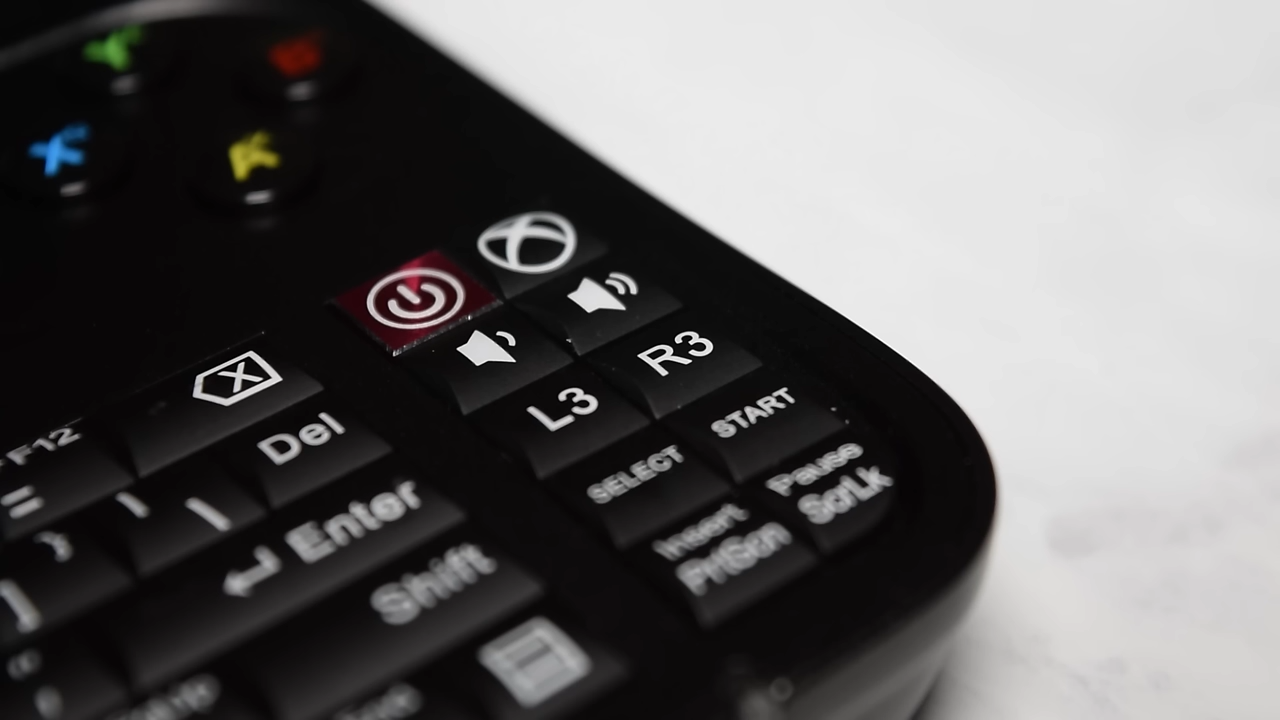 Y
B
X
A
R3
L3
START
SELECT
Pause
ScrLk
Insert
PrtScn
F12
=
Del
}
]
|
\
Enter
Shift